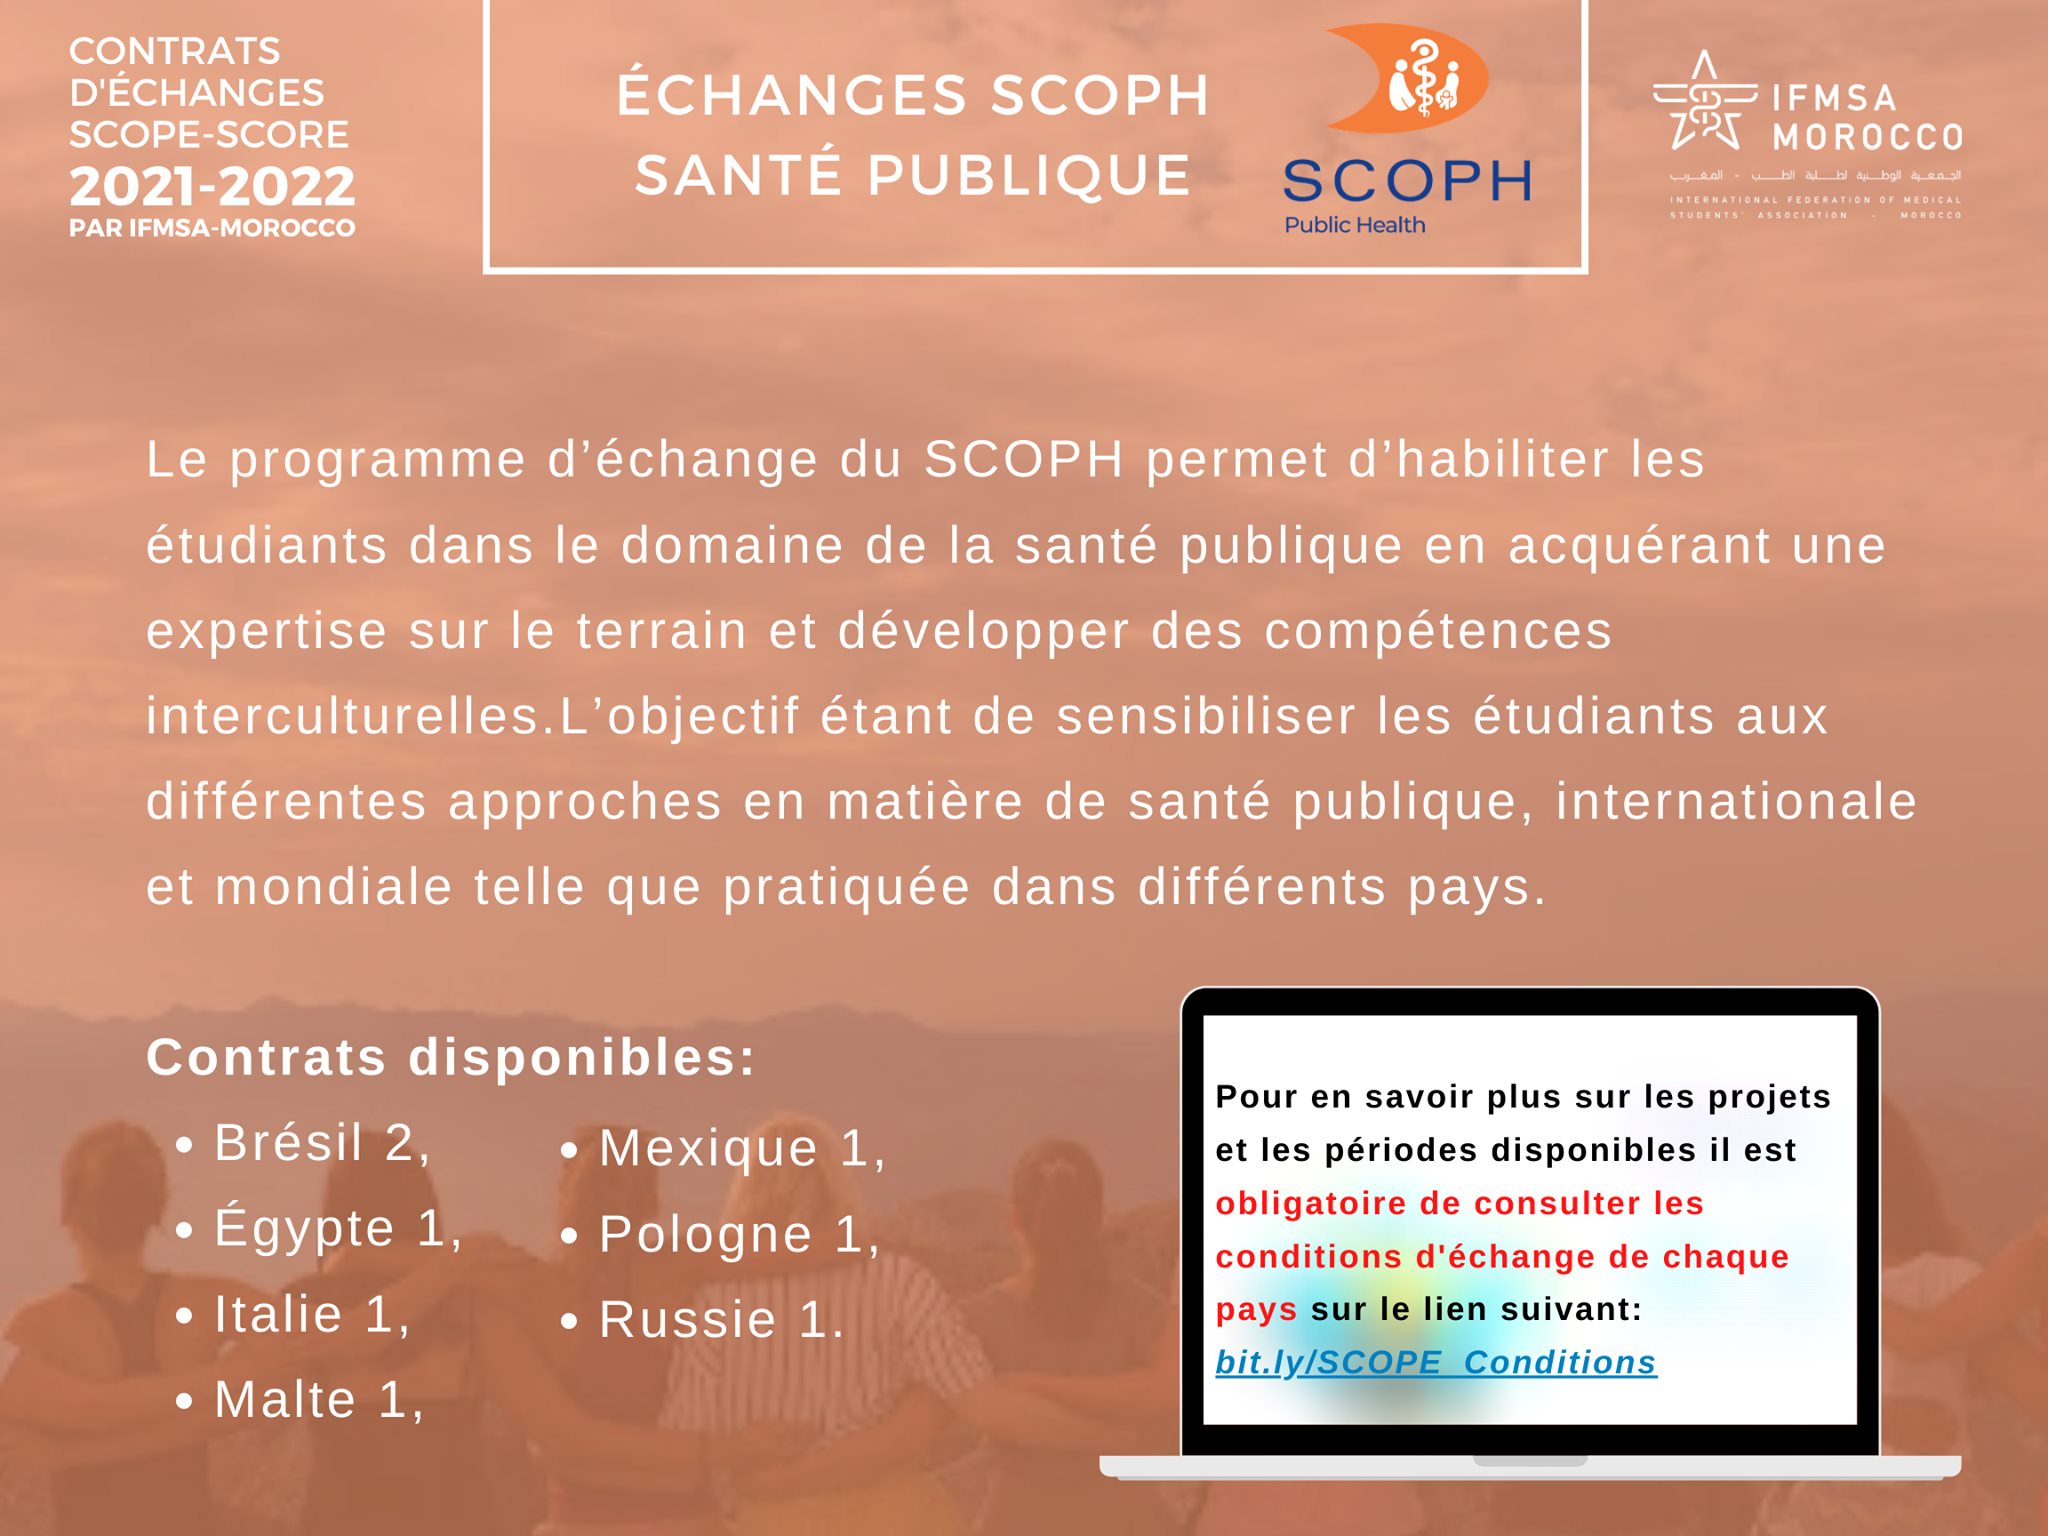 CONTRATS
D'ÉCHANGES
SCOPE-SCORE
2021-2022
PAR IFMSA-MOROCCO
ÉCHANGES SCOPH
SANTÉ PUBLIQUE
SCOPH
Public Health
IFMSA
MOROCCO
الجمعية الوطنية لطلبة الطب - المغرب
INTERNATIONAL FEDERATION OF MEDICAL
STUDENTS' ASSOCIATION - MOROCCO
Le programme d’échange du SCOPH permet d’habiliter les
étudiants dans le domaine de la santé publique en acquérant une
expertise sur le terrain et développer des compétences
interculturelles.L’objectif étant de sensibiliser les étudiants aux
différentes approches en matière de santé publique, internationale
et mondiale telle que pratiquée dans différents pays.
Contrats disponibles:
• Brésil 2,
• Égypte 1,
• Italie 1,
• Malte 1,
• Mexique 1,
• Pologne 1,
• Russie 1.
Pour en savoir plus sur les projets
et les périodes disponibles il est
obligatoire de consulter les
conditions d'échange de chaque
pays sur le lien suivant:
bit.ly/SCOPE_Conditions